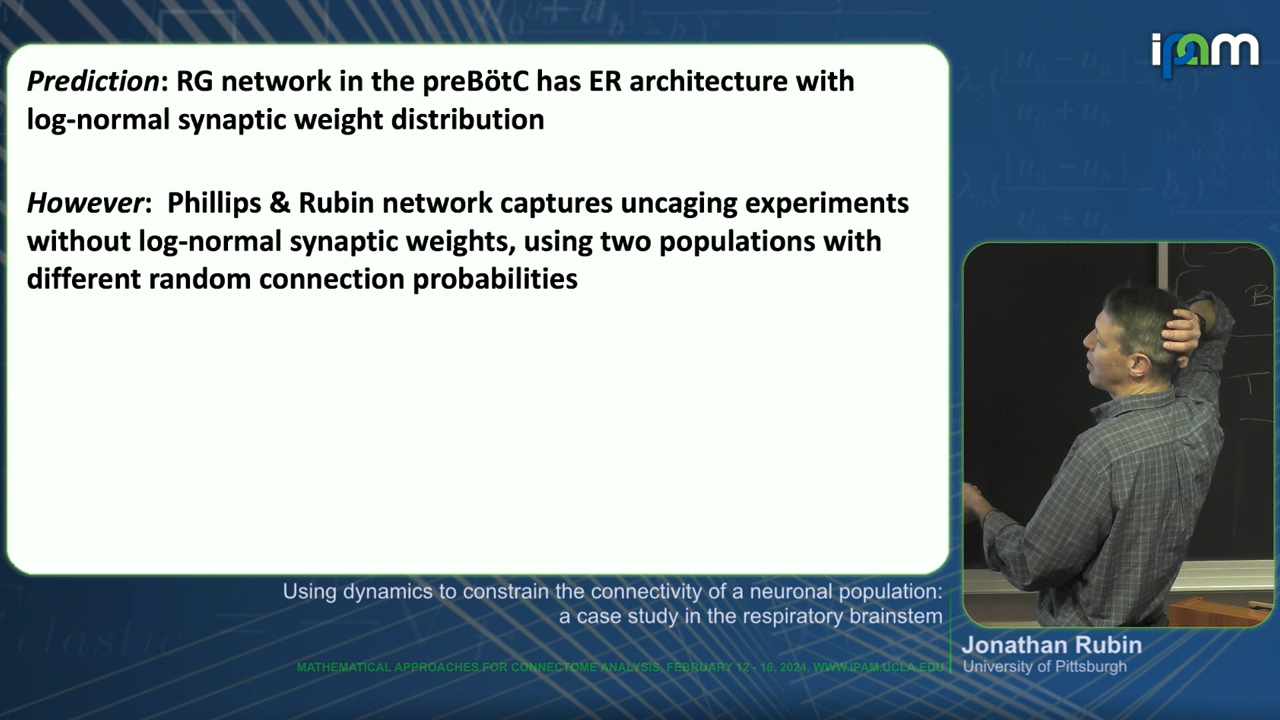 ipam
Prediction: RG network in the preBötC has ER architecture with
log-normal synaptic weight distribution
However:  Phillips & Rubin network captures uncaging experiments
without log-normal synaptic weights, using two populations with
different random connection probabilities
B
T
Using dynamics to constrain the connectivity of a neuronal population:
a case study in the respiratory brainstem
Jonathan Rubin
University of Pittsburgh
MATHEMATICAL APPROACHES FOR CONNECTOME ANALYSIS, FEBRUARY 12 - 16, 2024, WWW.IPAM.UCLA.EDU
elastic